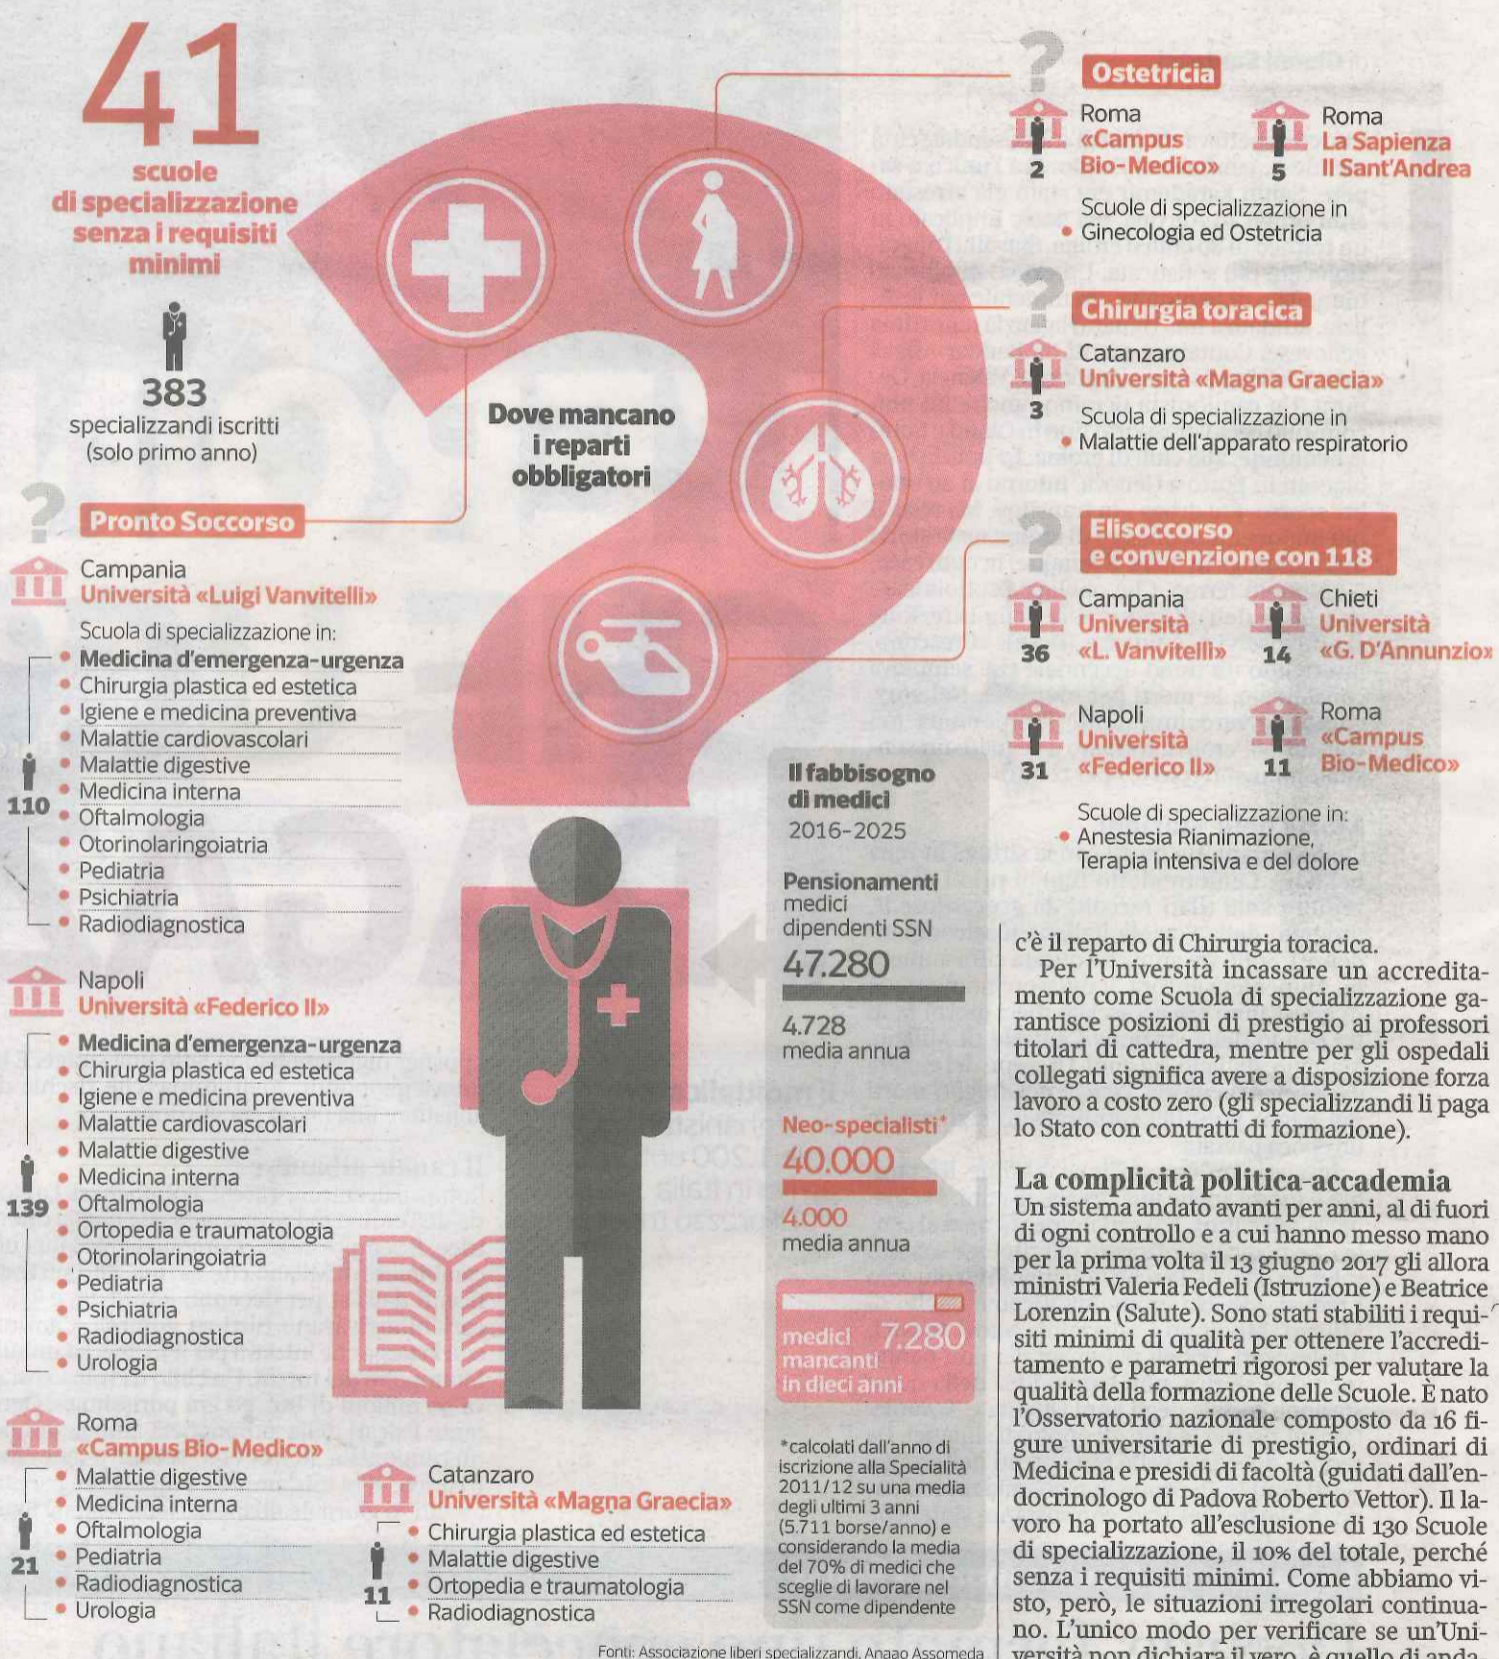 41
scuole
di specializzazione
senza i requisiti
minimi
383
specializzandi iscritti
(solo primo anno)
Dove mancano
i reparti
obbligatori
?
Pronto Soccorso
Campania
Università «Luigi Vanvitelli»
Scuola di specializzazione in:
110
• Medicina d'emergenza-urgenza
• Chirurgia plastica ed estetica
• Igiene e medicina preventiva
• Malattie cardiovascolari
• Malattie digestive
• Medicina interna
• Oftalmologia
• Otorinolaringoiatria
• Pediatria
• Psichiatria
• Radiodiagnostica
Napoli
Università «Federico II»
139
• Medicina d'emergenza-urgenza
• Chirurgia plastica ed estetica
• Igiene e medicina preventiva
• Malattie cardiovascolari
• Malattie digestive
• Medicina interna
• Oftalmologia
• Ortopedia e traumatologia
• Otorinolaringoiatria
• Pediatria
• Psichiatria
• Radiodiagnostica
• Urologia
Roma
«Campus Bio-Medico»
21
• Malattie digestive
• Medicina interna
• Oftalmologia
• Pediatria
• Radiodiagnostica
• Urologia
Catanzaro
Università «Magna Graecia»
11
• Chirurgia plastica ed estetica
• Malattie digestive
• Ortopedia e traumatologia
• Radiodiagnostica
?
Ostetricia
Roma
«Campus
Bio-Medico»
2
Roma
La Sapienza
Il Sant'Andrea
5
Scuole di specializzazione in
• Ginecologia ed Ostetricia
?
Chirurgia toracica
Catanzaro
Università «Magna Graecia»
3
Scuola di specializzazione in
• Malattie dell'apparato respiratorio
?
Elisoccorso
e convenzione con 118
Campania
Università
«L. Vanvitelli»
36
Chieti
Università
«G. D'Annunzio»
14
Napoli
Università
«Federico II»
31
Roma
«Campus
Bio-Medico»
11
Scuole di specializzazione in:
• Anestesia Rianimazione,
Terapia intensiva e del dolore
Il fabbisogno
di medici
2016-2025
Pensionamenti
medici
dipendenti SSN
47.280
4.728
media annua
Neo-specialisti*
40.000
4.000
media annua
medici 7.280
mancanti
in dieci anni
*calcolati dall'anno di
iscrizione alla Specialità
2011/12 su una media
degli ultimi 3 anni
(5.711 borse/anno) e
considerando la media
del 70% di medici che
sceglie di lavorare nel
SSN come dipendente
Fonti: Associazione liberi specializzandi, Anaao Assomeda
c'è il reparto di Chirurgia toracica.
Per l'Università incassare un accredita-
mento come Scuola di specializzazione ga-
rantisce posizioni di prestigio ai professori
titolari di cattedra, mentre per gli ospedali
collegati significa avere a disposizione forza
lavoro a costo zero (gli specializzandi li paga
lo Stato con contratti di formazione).
La complicità politica-accademia
Un sistema andato avanti per anni, al di fuori
di ogni controllo e a cui hanno messo mano
per la prima volta il 13 giugno 2017 gli allora
ministri Valeria Fedeli (Istruzione) e Beatrice
Lorenzin (Salute). Sono stati stabiliti i requi-
siti minimi di qualità per ottenere l'accredi-
tamento e parametri rigorosi per valutare la
qualità della formazione delle Scuole. È nato
l'Osservatorio nazionale composto da 16 fi-
gure universitarie di prestigio, ordinari di
Medicina e presidi di facoltà (guidati dall'en-
docrinologo di Padova Roberto Vettor). Il la-
voro ha portato all'esclusione di 130 Scuole
di specializzazione, il 10% del totale, perché
senza i requisiti minimi. Come abbiamo vi-
sto, però, le situazioni irregolari continua-
no. L'unico modo per verificare se un'Uni-
versità non dichiara il vero, è quello di anda-